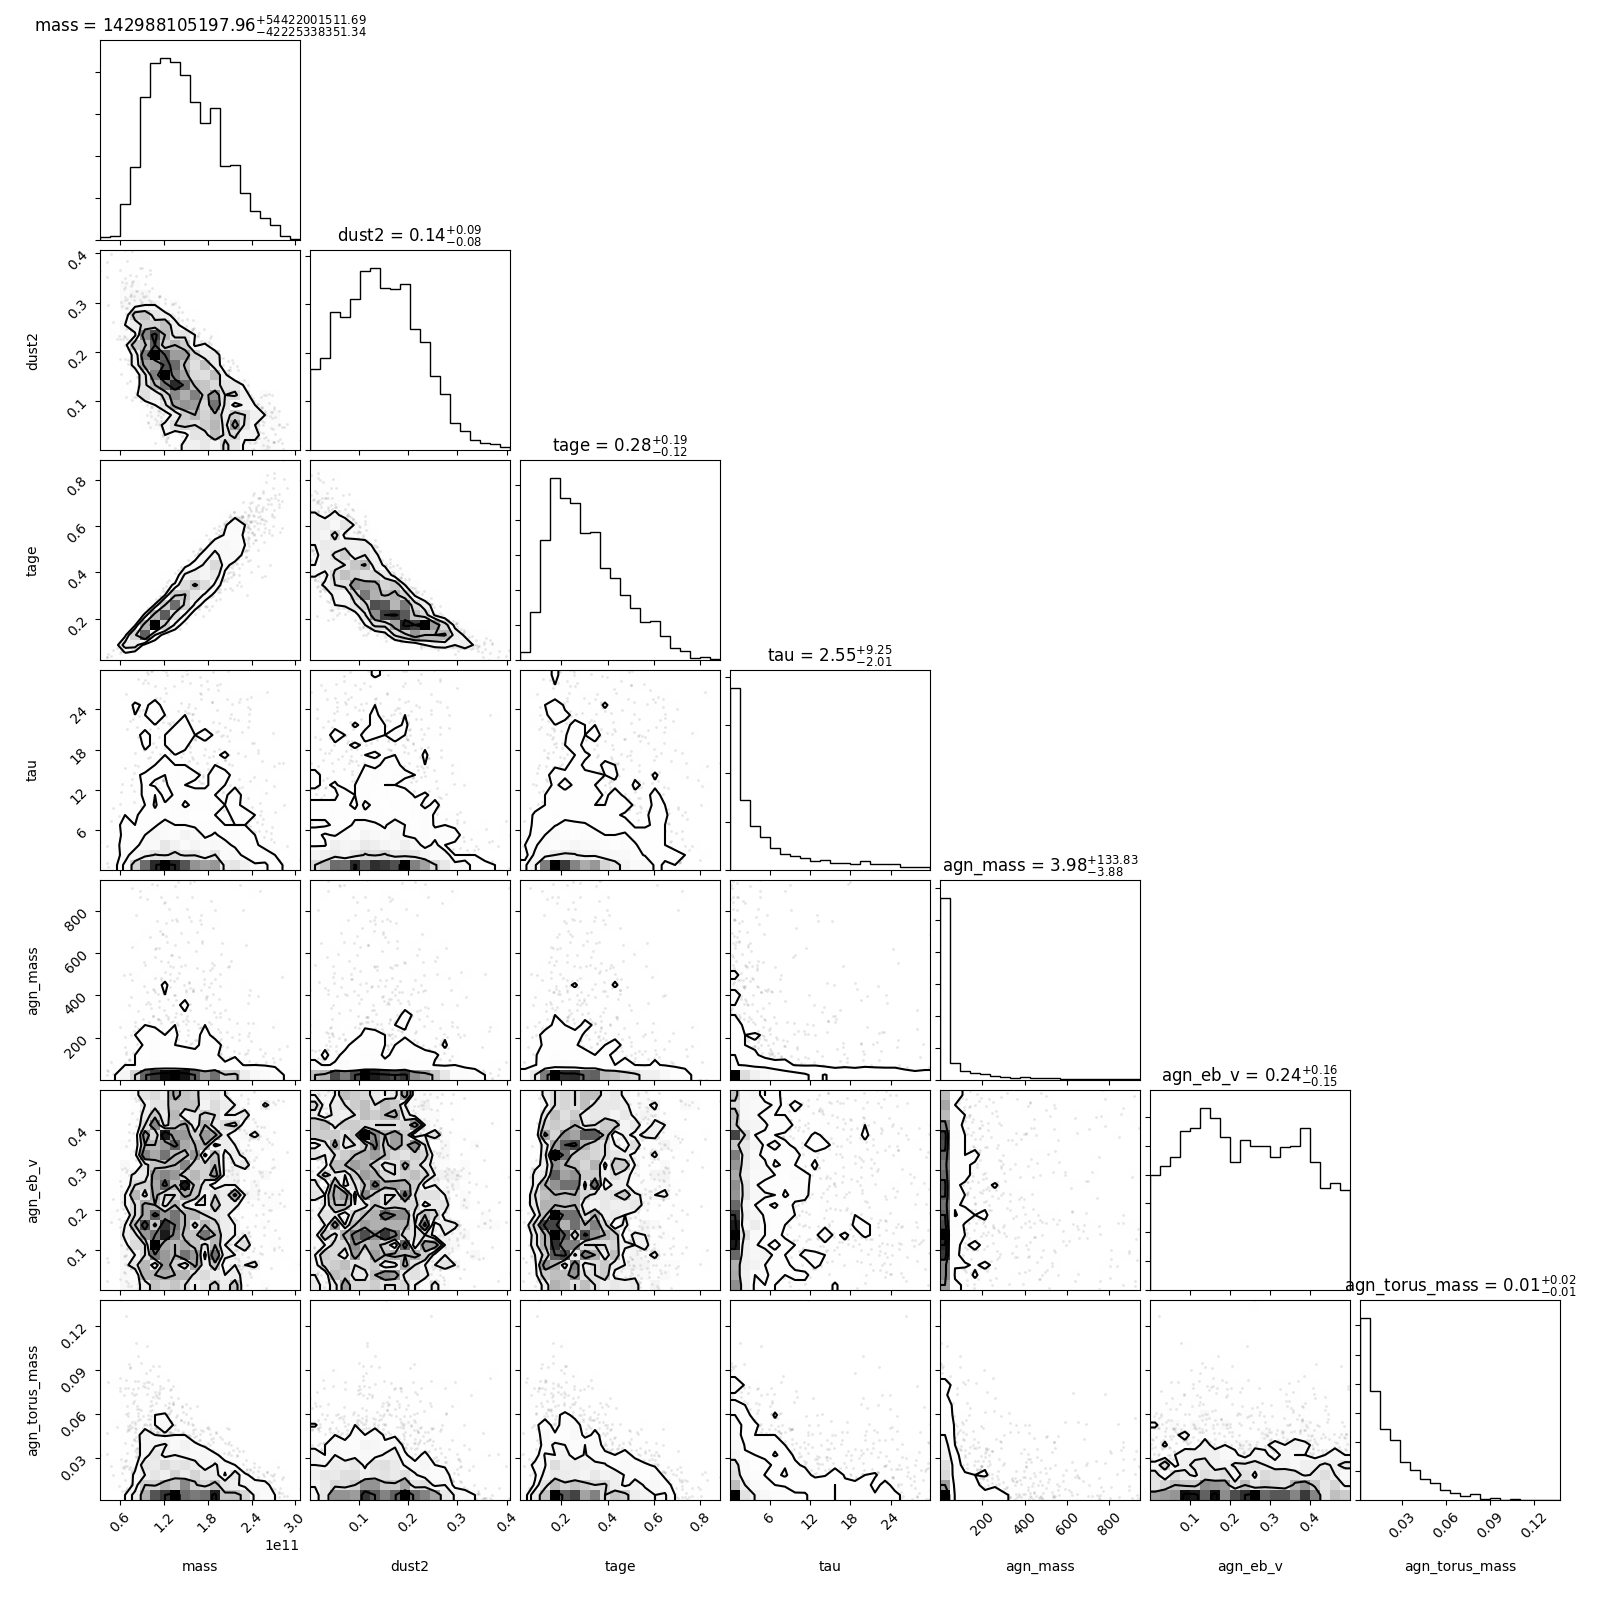 mass = 142988105197.96+54422001511.69−42225338351.34
dust2 = 0.14+0.09−0.08
0.4
0.3
0.2
0.1
dust2
tage = 0.28+0.19−0.12
0.8
0.6
0.4
0.2
tage
tau = 2.55+9.25−2.01
24
18
12
6
tau
agn_mass = 3.98+133.83−3.88
800
600
400
200
agn_mass
agn_eb_v = 0.24+0.16−0.15
0.4
0.3
0.2
0.1
agn_eb_v
agn_torus_mass = 0.01+0.02−0.01
0.12
0.09
0.06
0.03
agn_torus_mass
0.6 1.2 1.8 2.4 3.0 0.1 0.2 0.3 0.4 0.2 0.4 0.6 0.8 6 12 18 24 200 400 600 800 0.1 0.2 0.3 0.4 0.03 0.06 0.09 0.12
1e11
mass dust2 tage tau agn_mass agn_eb_v agn_torus_mass